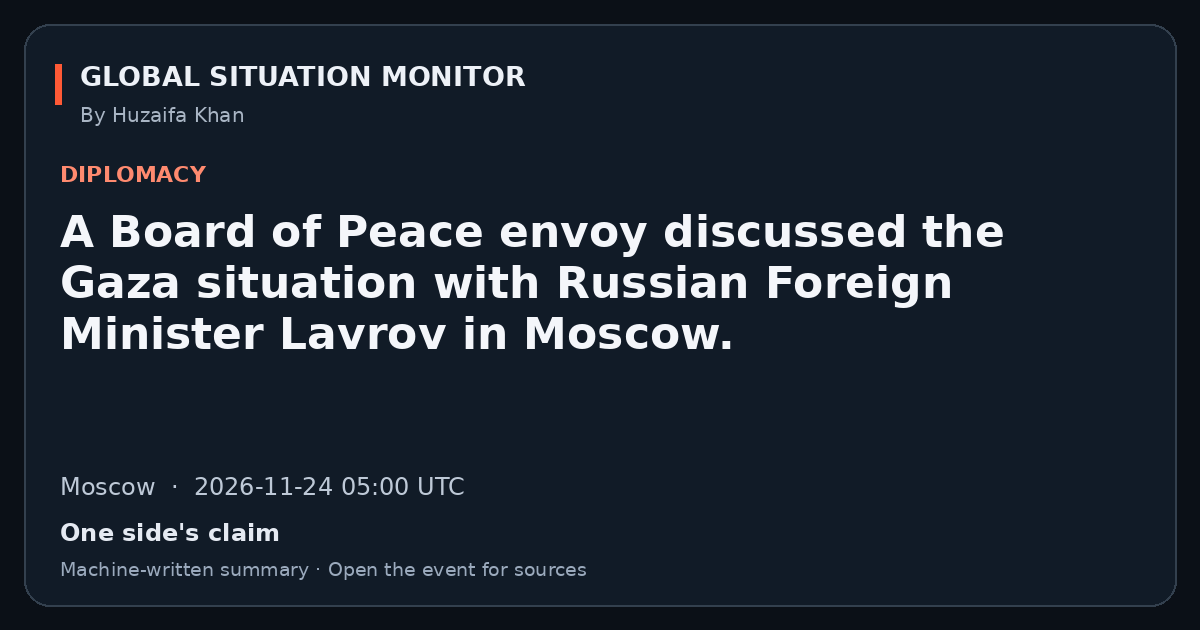 GLOBAL SITUATION MONITOR
By Huzaifa Khan
DIPLOMACY
A Board of Peace envoy discussed the
Gaza situation with Russian Foreign
Minister Lavrov in Moscow.
Moscow · 2026-11-24 05:00 UTC
One side's claim
Machine-written summary · Open the event for sources